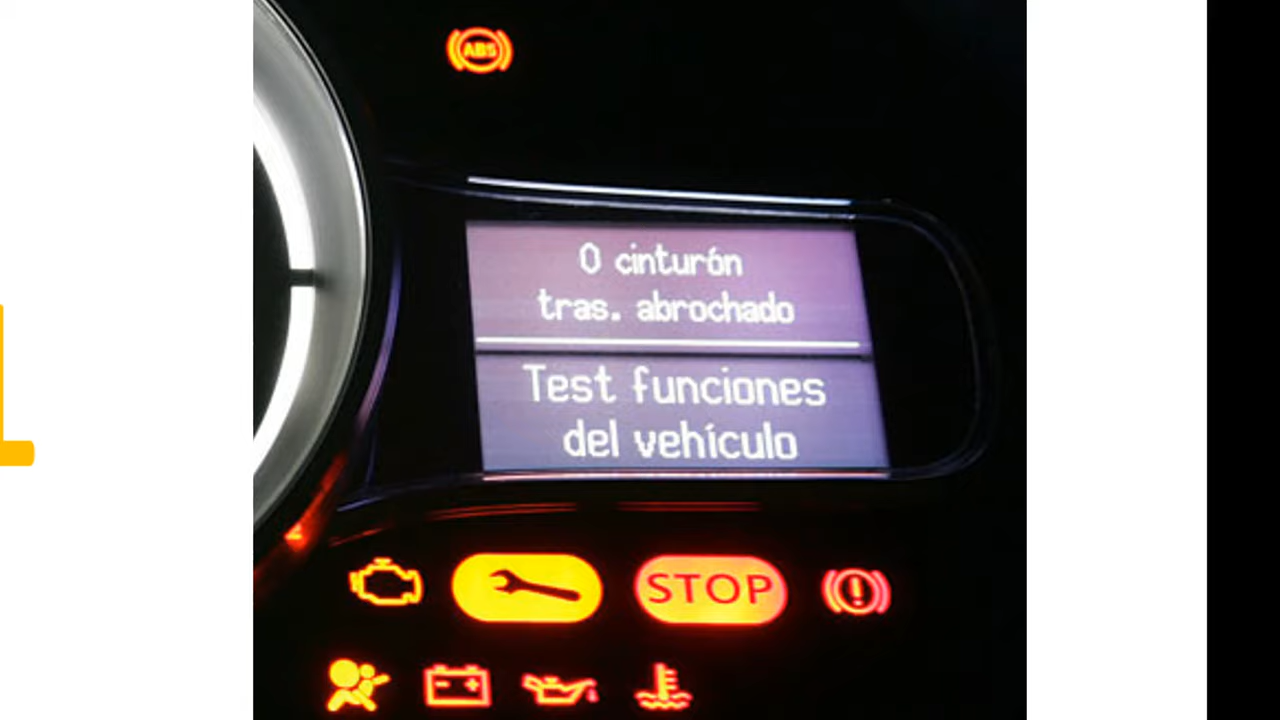 ABS
0 cinturón
tras. abrochado
Test funciones
del vehículo
STOP